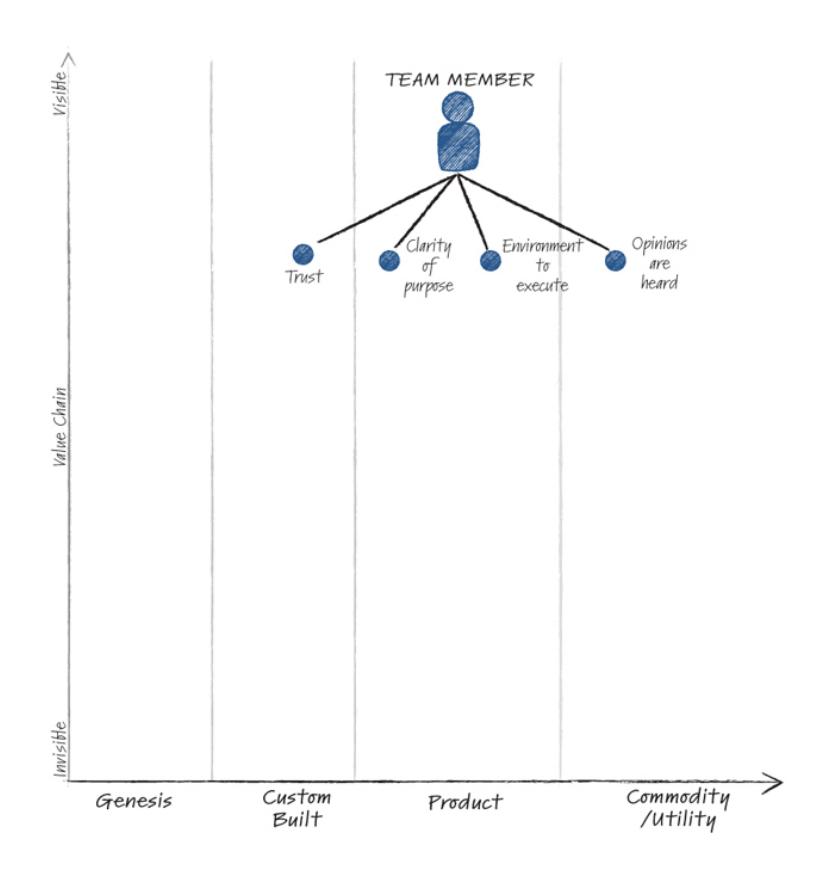 TEAM MEMBER
Visible
Trust
Clarity
of
purpose
Environment
to
execute
Opinions
are
heard
Value Chain
Invisible
Genesis
Custom
Built
Product
Commodity
/Utility